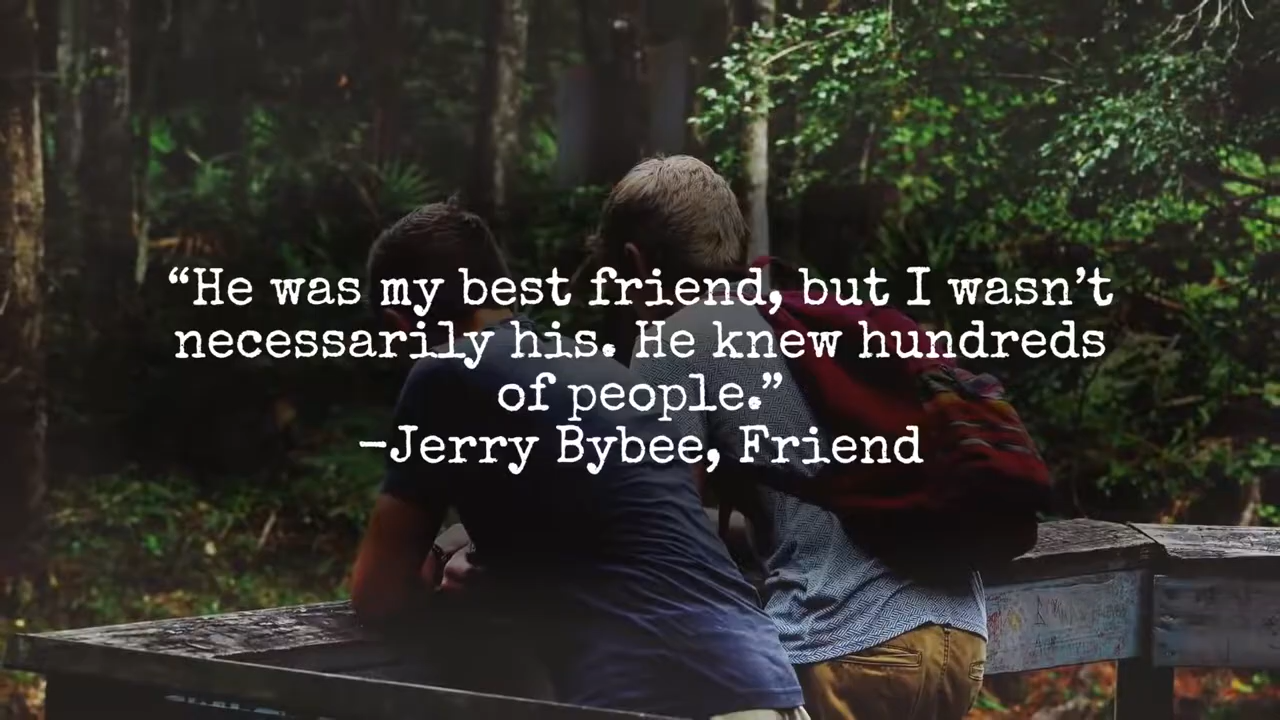 “He was my best friend, but I wasn’t
necessarily his. He knew hundreds
of people.”
–Jerry Bybee, Friend